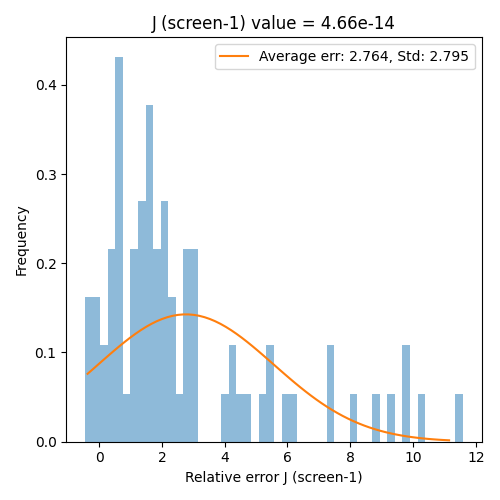 J (screen-1) value = 4.66e-14
Average err: 2.764, Std: 2.795
Frequency
0.4
0.3
0.2
0.1
0.0
0 2 4 6 8 10 12
Relative error J (screen-1)